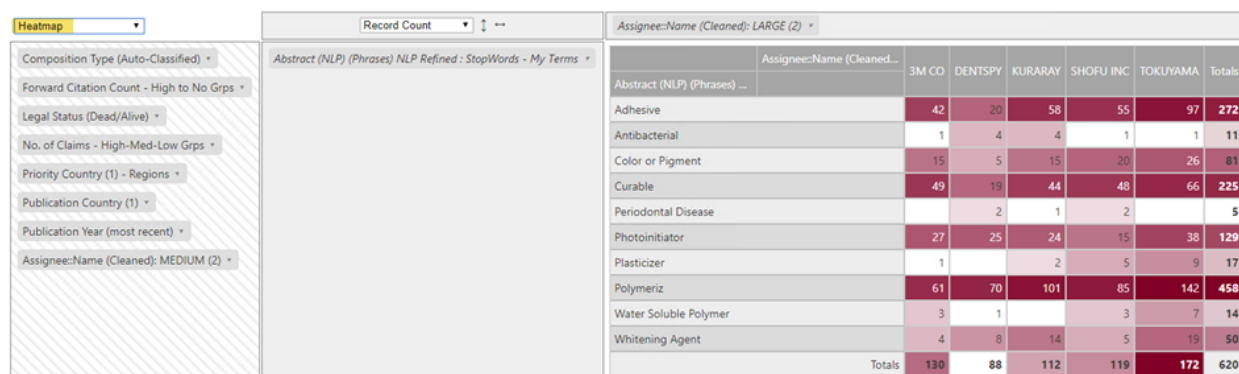 Heatmap
Record Count
Assignee::Name (Cleaned): LARGE (2)
Composition Type (Auto-Classified)
Forward Citation Count - High to No Grps
Legal Status (Dead/Alive)
No. of Claims - High-Med-Low Grps
Priority Country (1) - Regions
Publication Country (1)
Publication Year (most recent)
Assignee::Name (Cleaned): MEDIUM (2)
Abstract (NLP) (Phrases) NLP Refined : StopWords - My Terms
Assignee::Name (Cleaned...
Abstract (NLP) (Phrases) ... 3M CO DENTSPY KURARAY SHOFU INC TOKUYAMA Totals
Adhesive 42 20 58 55 97 272
Antibacterial 1 4 4 1 1 11
Color or Pigment 15 5 15 20 26 81
Curable 49 19 44 48 66 225
Periodontal Disease 2 1 2 5
Photoinitiator 27 25 24 15 38 129
Plasticizer 1 2 5 9 17
Polymeriz 61 70 101 85 142 458
Water Soluble Polymer 3 1 3 7 14
Whitening Agent 4 8 14 5 19 50
Totals 130 88 112 119 172 620